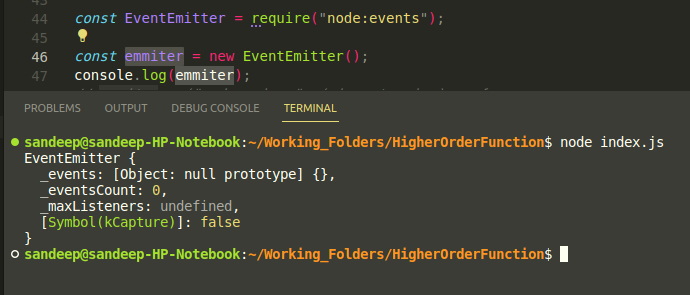 44 const EventEmitter = require("node:events");
45
46 const emmiter = new EventEmitter();
47 console.log(emmiter);
PROBLEMS OUTPUT DEBUG CONSOLE TERMINAL
sandeep@sandeep-HP-Notebook:~/Working_Folders/HigherOrderFunction$ node index.js
EventEmitter {
  _events: [Object: null prototype] {},
  _eventsCount: 0,
  _maxListeners: undefined,
  [Symbol(kCapture)]: false
}
sandeep@sandeep-HP-Notebook:~/Working_Folders/HigherOrderFunction$